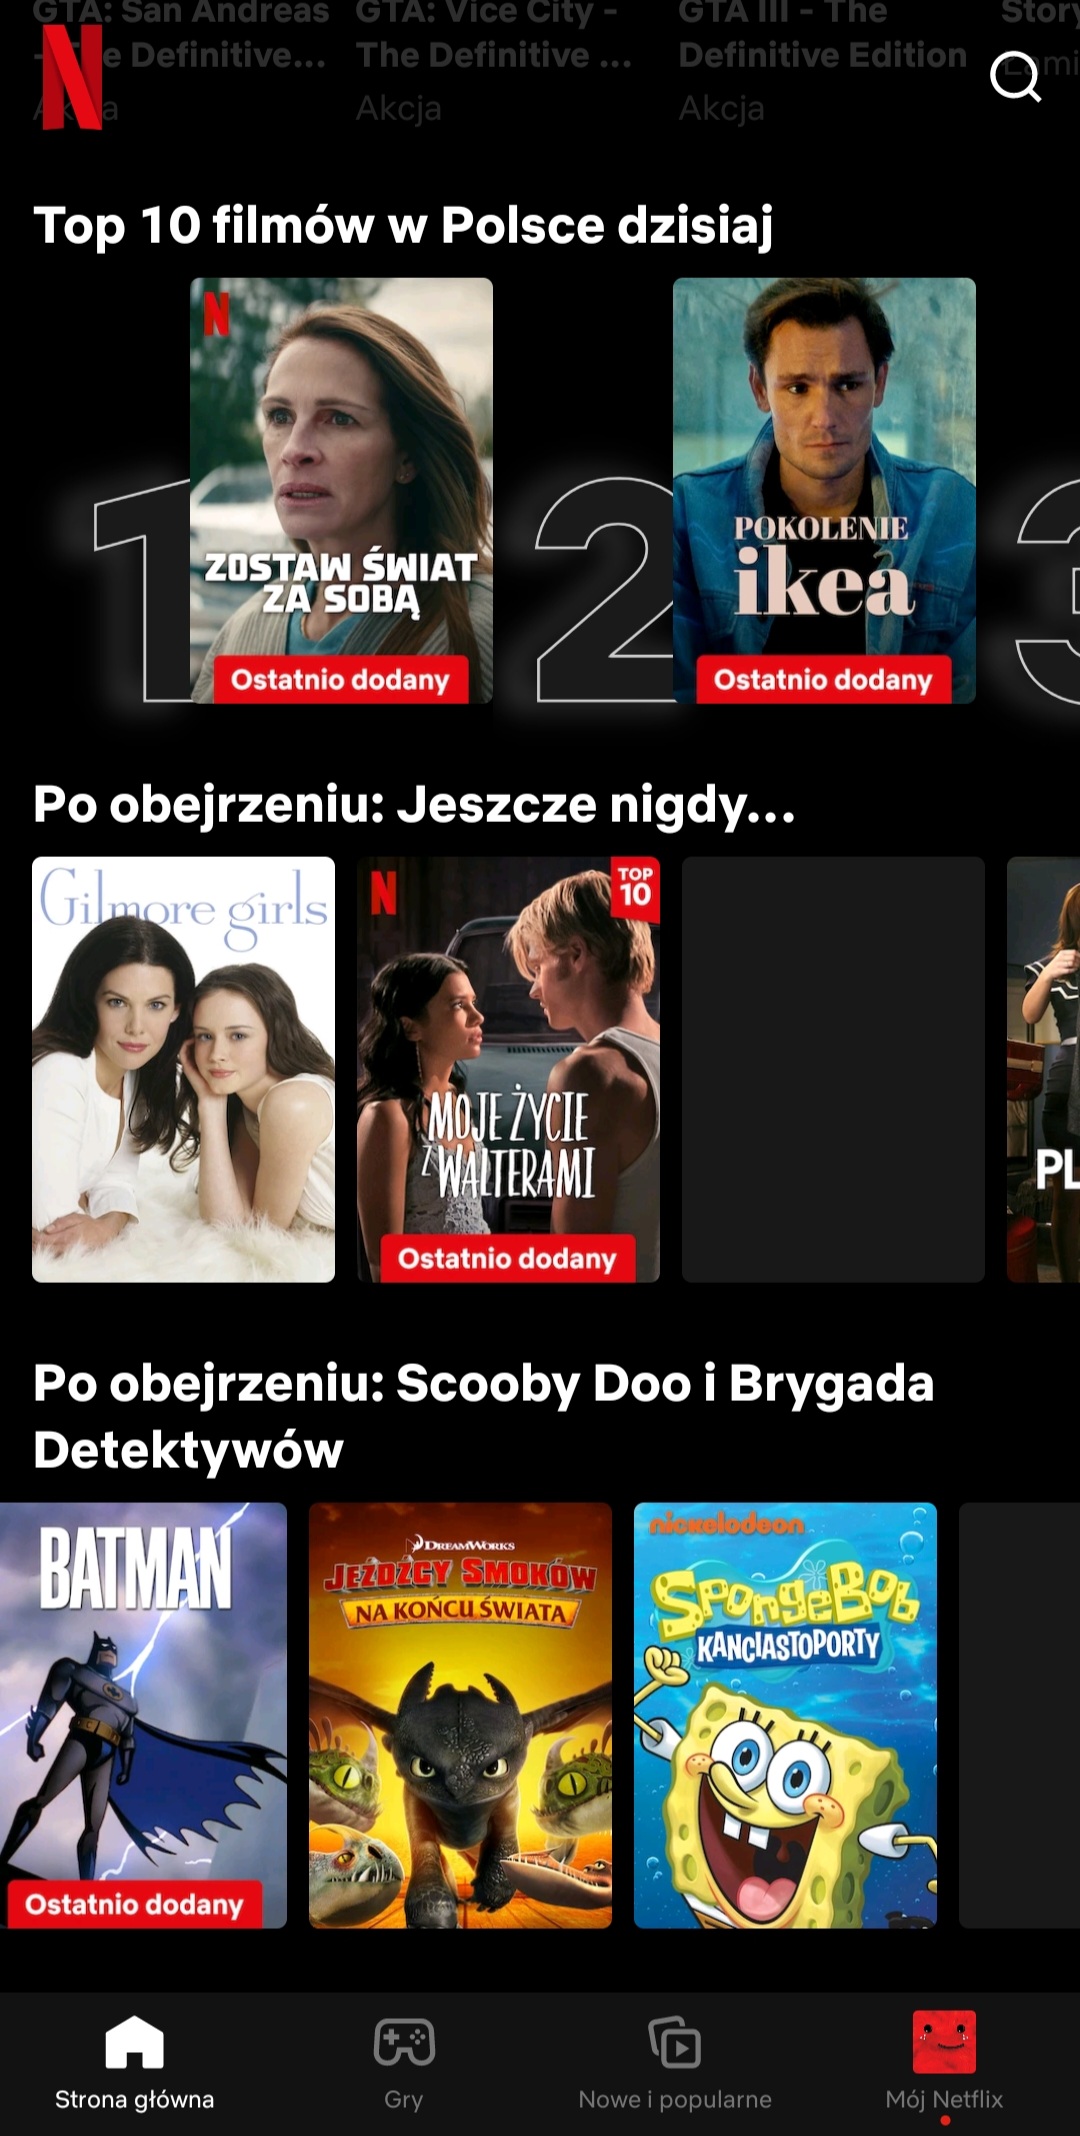 GTA: San Andreas
GTA: Vice City -
GTA III - The
Story
e Definitive...
The Definitive ...
Definitive Edition
Akcja
Akcja
Akcja
Top 10 filmów w Polsce dzisiaj
N
ZOSTAW ŚWIAT
ZA SOBĄ
Ostatnio dodany
POKOLENIE
ikea
Ostatnio dodany
1
2
3
Po obejrzeniu: Jeszcze nigdy...
Gilmore girls
N
TOP
10
MOJE ŻYCIE
Z WALTERAMI
Ostatnio dodany
PL
Po obejrzeniu: Scooby Doo i Brygada
Detektywów
BATMAN
Ostatnio dodany
DREAMWORKS
JEŹDŹCY SMOKÓW
NA KOŃCU ŚWIATA
nickelodeon
SpongeBob
KANCIASTOPORTY
Strona główna
Gry
Nowe i popularne
Mój Netflix